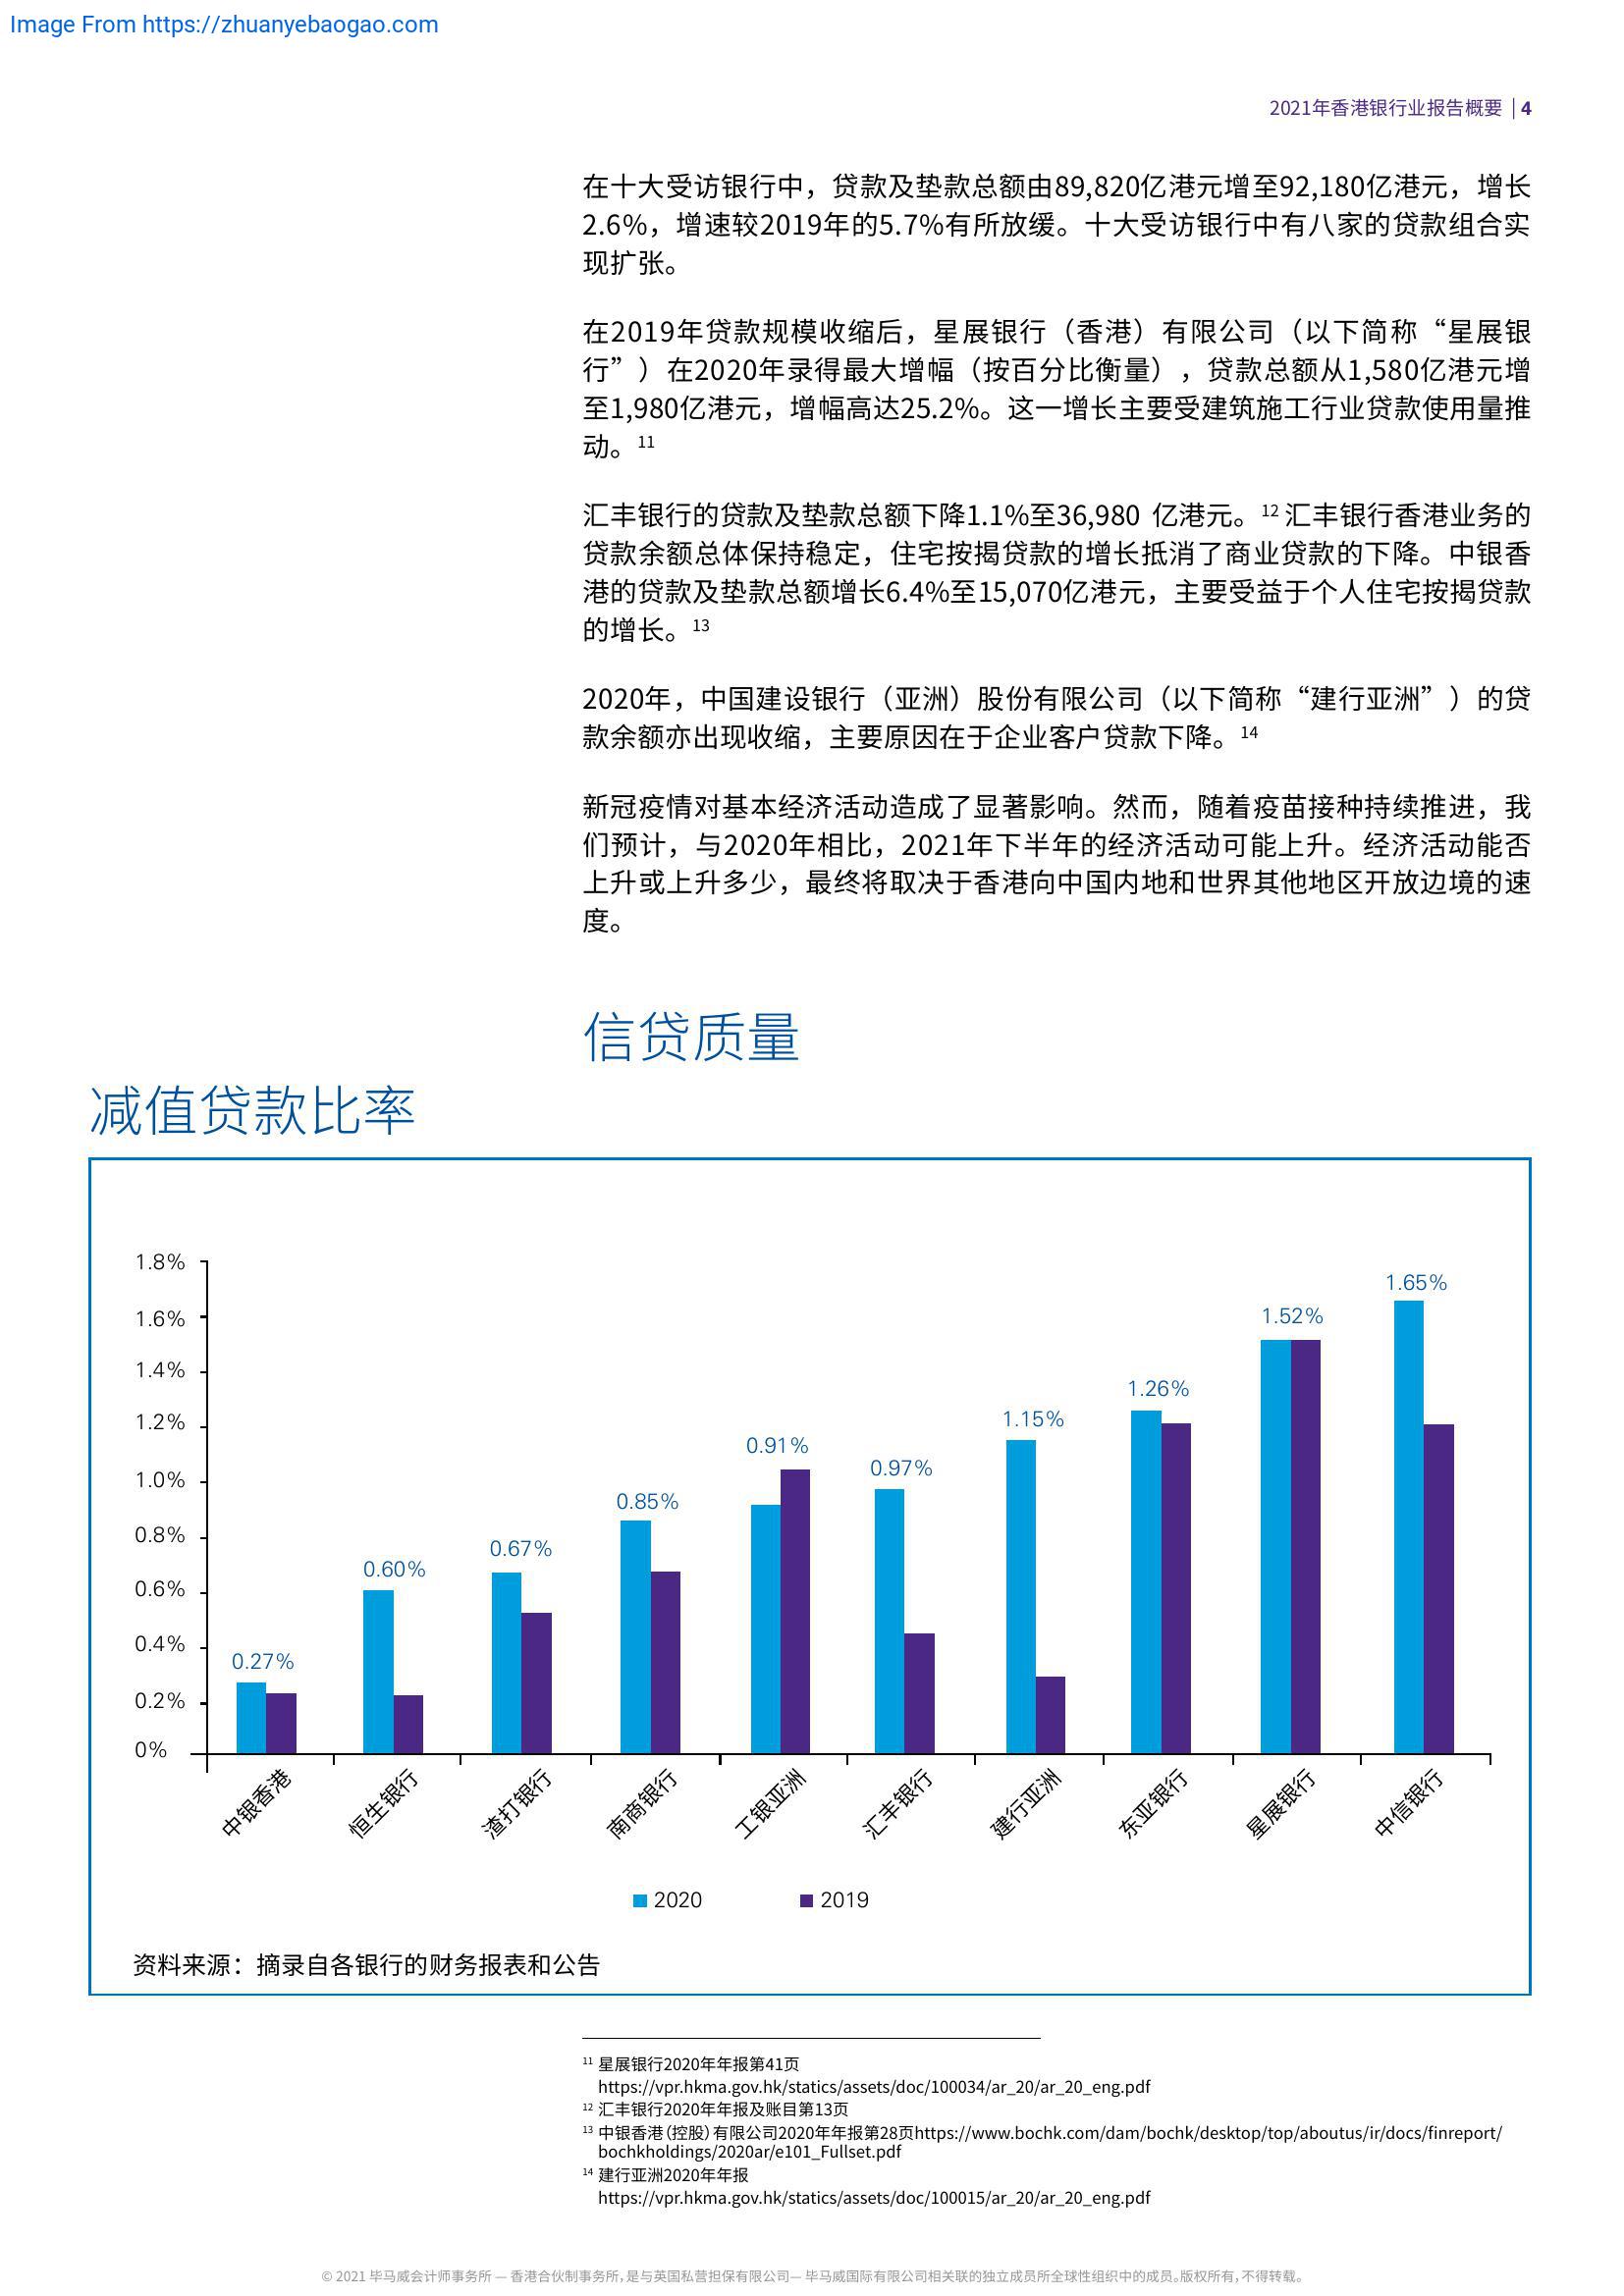 Image From https://zhuanyebaogao.com
2021年香港银行业报告概要 | 4
在十大受访银行中，贷款及垫款总额由89,820亿港元增至92,180亿港元，增长
2.6%，增速较2019年的5.7%有所放缓。十大受访银行中有八家的贷款组合实
现扩张。
在2019年贷款规模收缩后，星展银行（香港）有限公司（以下简称“星展银
行”）在2020年录得最大增幅（按百分比衡量），贷款总额从1,580亿港元增
至1,980亿港元，增幅高达25.2%。这一增长主要受建筑施工行业贷款使用量推
动。11
汇丰银行的贷款及垫款总额下降1.1%至36,980 亿港元。12 汇丰银行香港业务的
贷款余额总体保持稳定，住宅按揭贷款的增长抵消了商业贷款的下降。中银香
港的贷款及垫款总额增长6.4%至15,070亿港元，主要受益于个人住宅按揭贷款
的增长。13
2020年，中国建设银行（亚洲）股份有限公司（以下简称“建行亚洲”）的贷
款余额亦出现收缩，主要原因在于企业客户贷款下降。14
新冠疫情对基本经济活动造成了显著影响。然而，随着疫苗接种持续推进，我
们预计，与2020年相比，2021年下半年的经济活动可能上升。经济活动能否
上升或上升多少，最终将取决于香港向中国内地和世界其他地区开放边境的速
度。
信贷质量
减值贷款比率
1.8%
1.6%
1.4%
1.2%
1.0%
0.8%
0.6%
0.4%
0.2%
0%
0.27%
0.60%
0.67%
0.85%
0.91%
0.97%
1.15%
1.26%
1.52%
1.65%
中银香港
恒生银行
渣打银行
南商银行
工银亚洲
汇丰银行
建行亚洲
东亚银行
星展银行
中信银行
2020
2019
资料来源：摘录自各银行的财务报表和公告
11 星展银行2020年年报第41页
https://vpr.hkma.gov.hk/statics/assets/doc/100034/ar_20/ar_20_eng.pdf
12 汇丰银行2020年年报及账目第13页
13 中银香港（控股）有限公司2020年年报第28页https://www.bochk.com/dam/bochk/desktop/top/aboutus/ir/docs/finreport/
bochkholdings/2020ar/e101_Fullset.pdf
14 建行亚洲2020年年报
https://vpr.hkma.gov.hk/statics/assets/doc/100015/ar_20/ar_20_eng.pdf
© 2021 毕马威会计师事务所 — 香港合伙制事务所，是与英国私营担保有限公司— 毕马威国际有限公司相关联的独立成员所全球性组织中的成员。版权所有，不得转载。